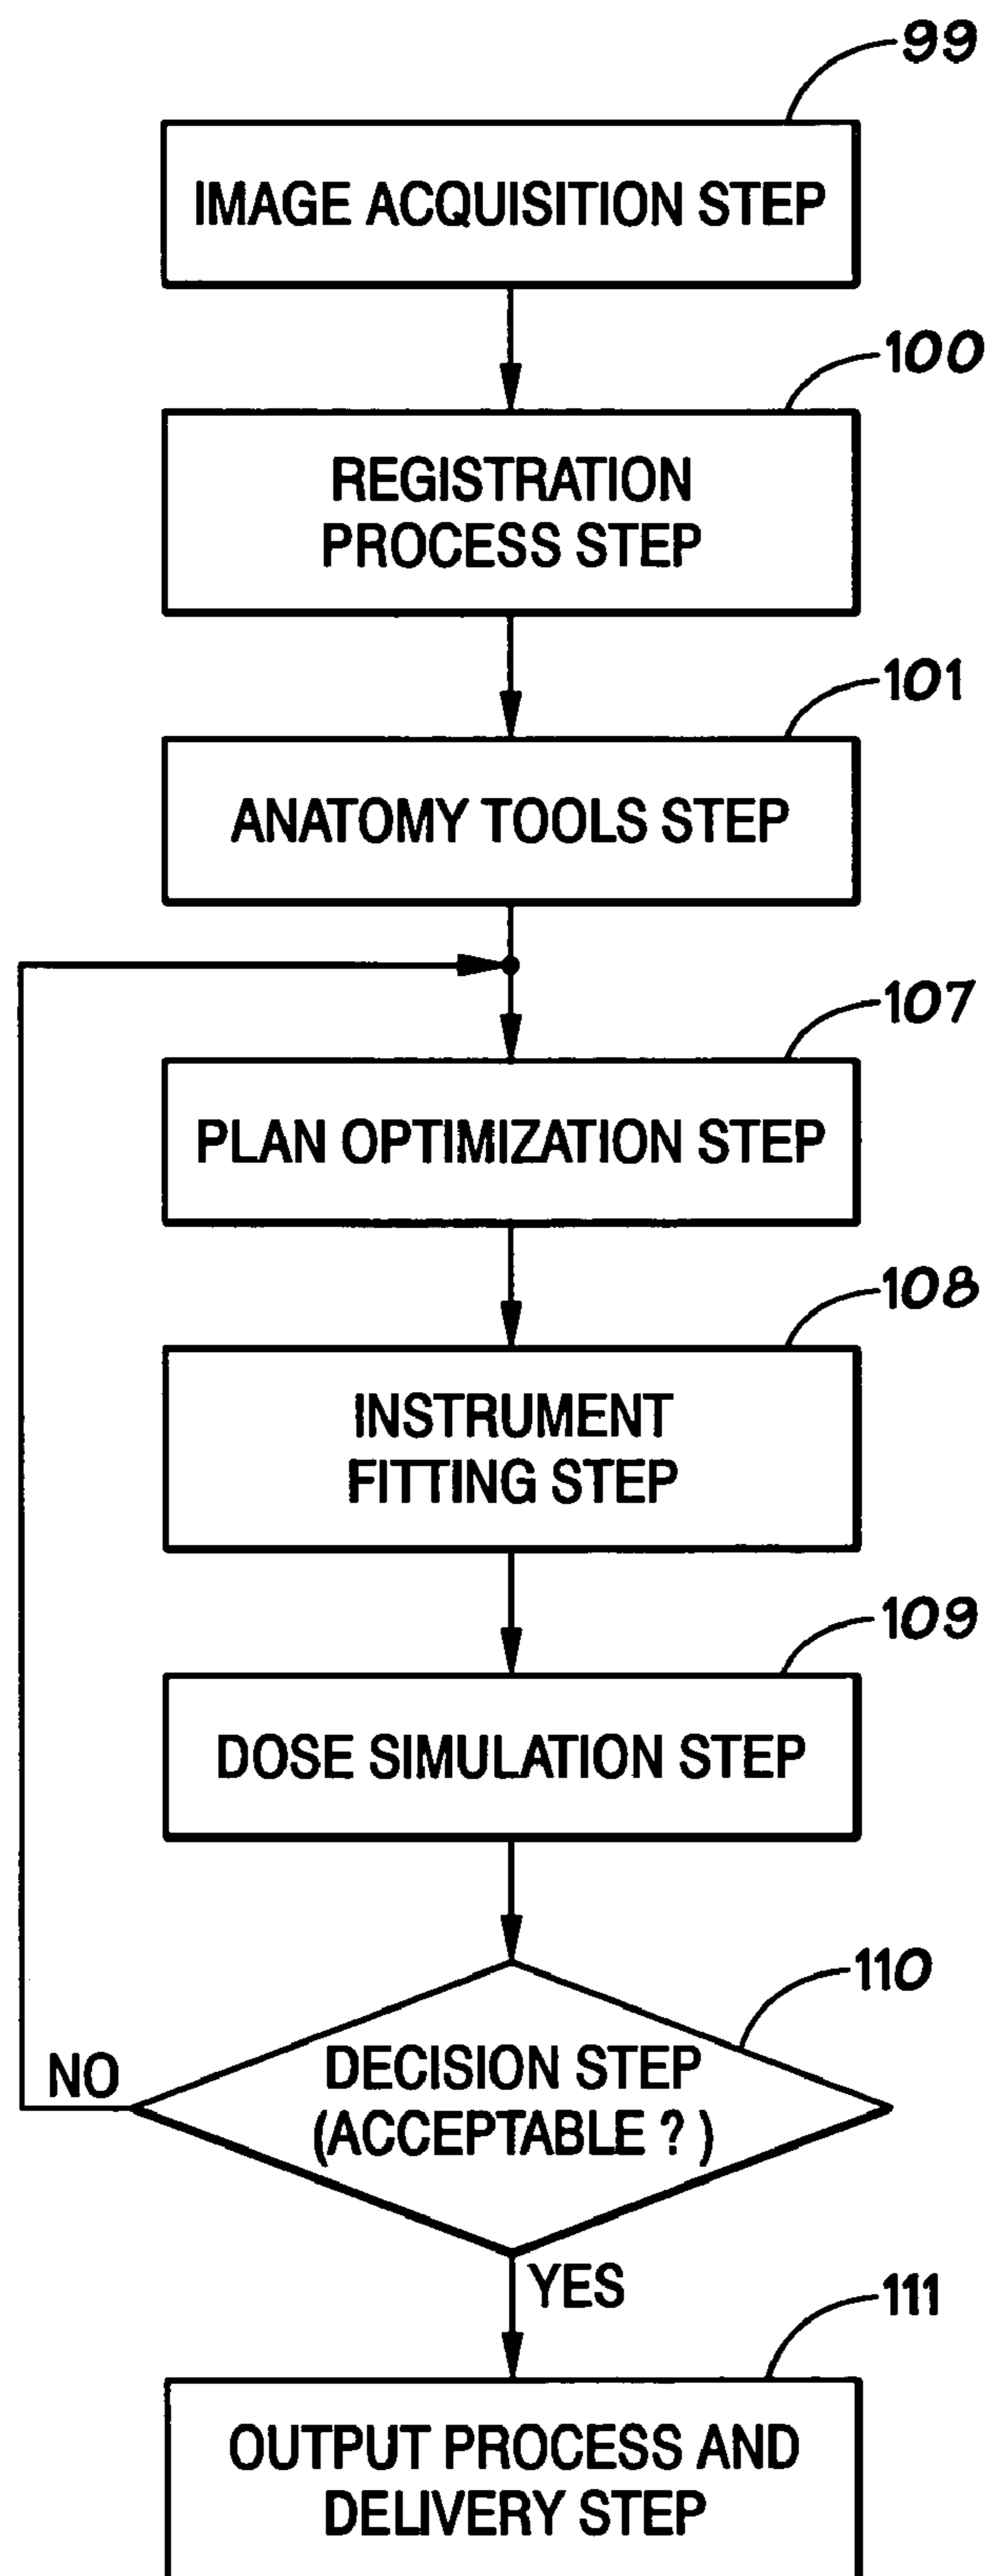 99
IMAGE ACQUISITION STEP
100
REGISTRATION
PROCESS STEP
101
ANATOMY TOOLS STEP
107
PLAN OPTIMIZATION STEP
108
INSTRUMENT
FITTING STEP
109
DOSE SIMULATION STEP
110
DECISION STEP
(ACCEPTABLE ? )
NO
YES
111
OUTPUT PROCESS AND
DELIVERY STEP